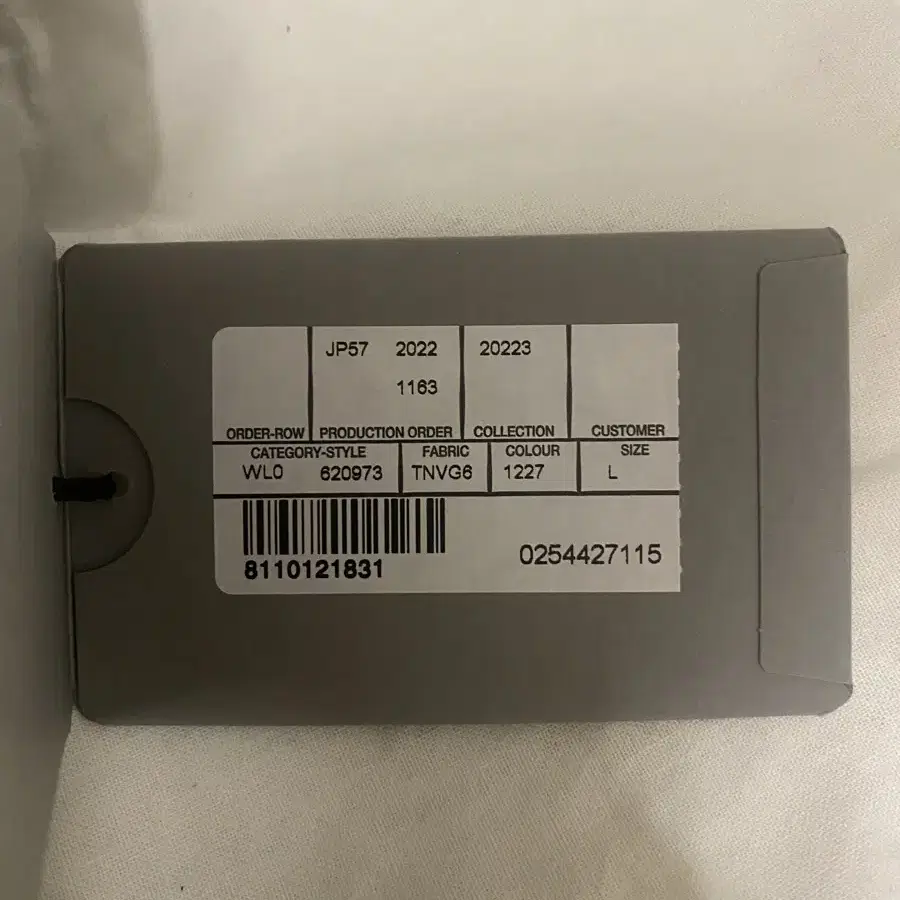 JP57 2022 20223
1163
ORDER-ROW PRODUCTION ORDER COLLECTION CUSTOMER
CATEGORY-STYLE FABRIC COLOUR SIZE
WL0 620973 TNVG6 1227 L
8110121831 0254427115